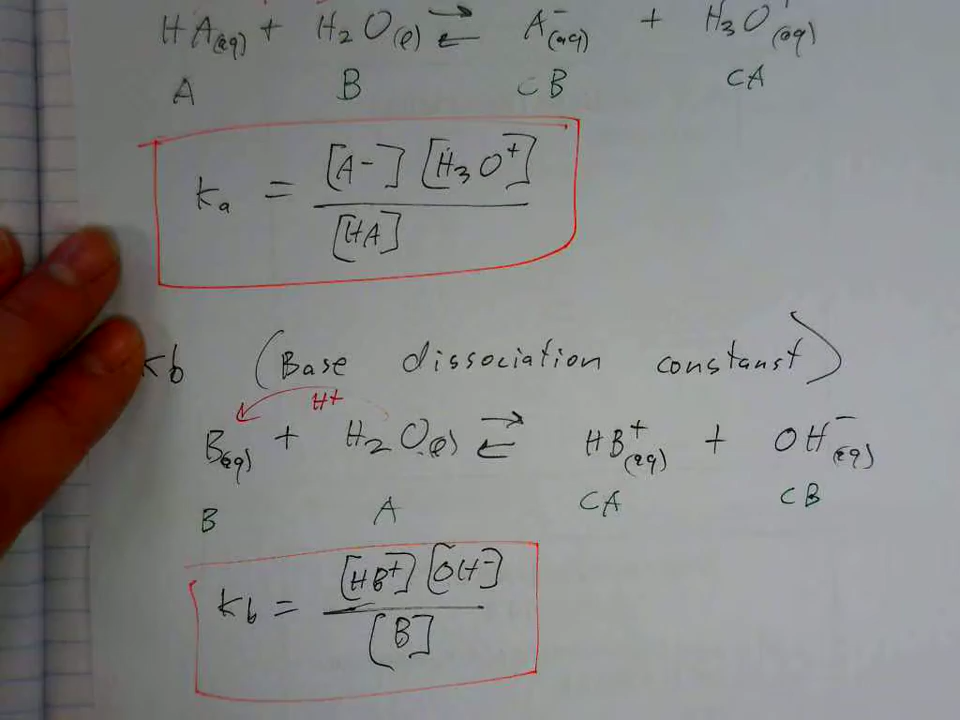 HA(aq) + H₂O(l) ⇌ A⁻(aq) + H₃O⁺(aq)
A B CB CA
Ka = [A-] [H₃O⁺] / [HA]
Kb (Base dissociation constanst)
H+
B(aq) + H₂O(l) ⇌ HB⁺(aq) + OH⁻(aq)
B A CA CB
Kb = [HB⁺] [OH⁻] / [B]